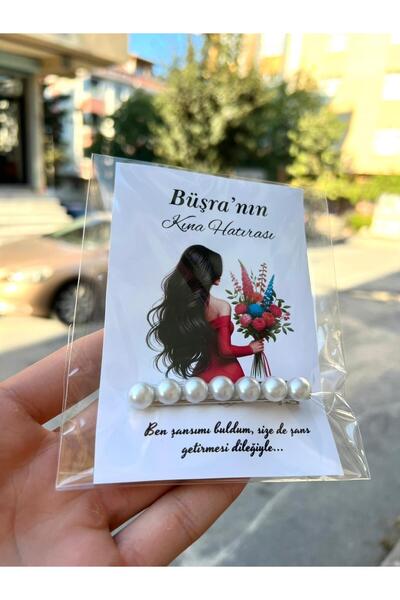 Büşra'nın
Kına Hatırası
Ben şansımı buldum, size de şans
getirmesi dileğiyle...